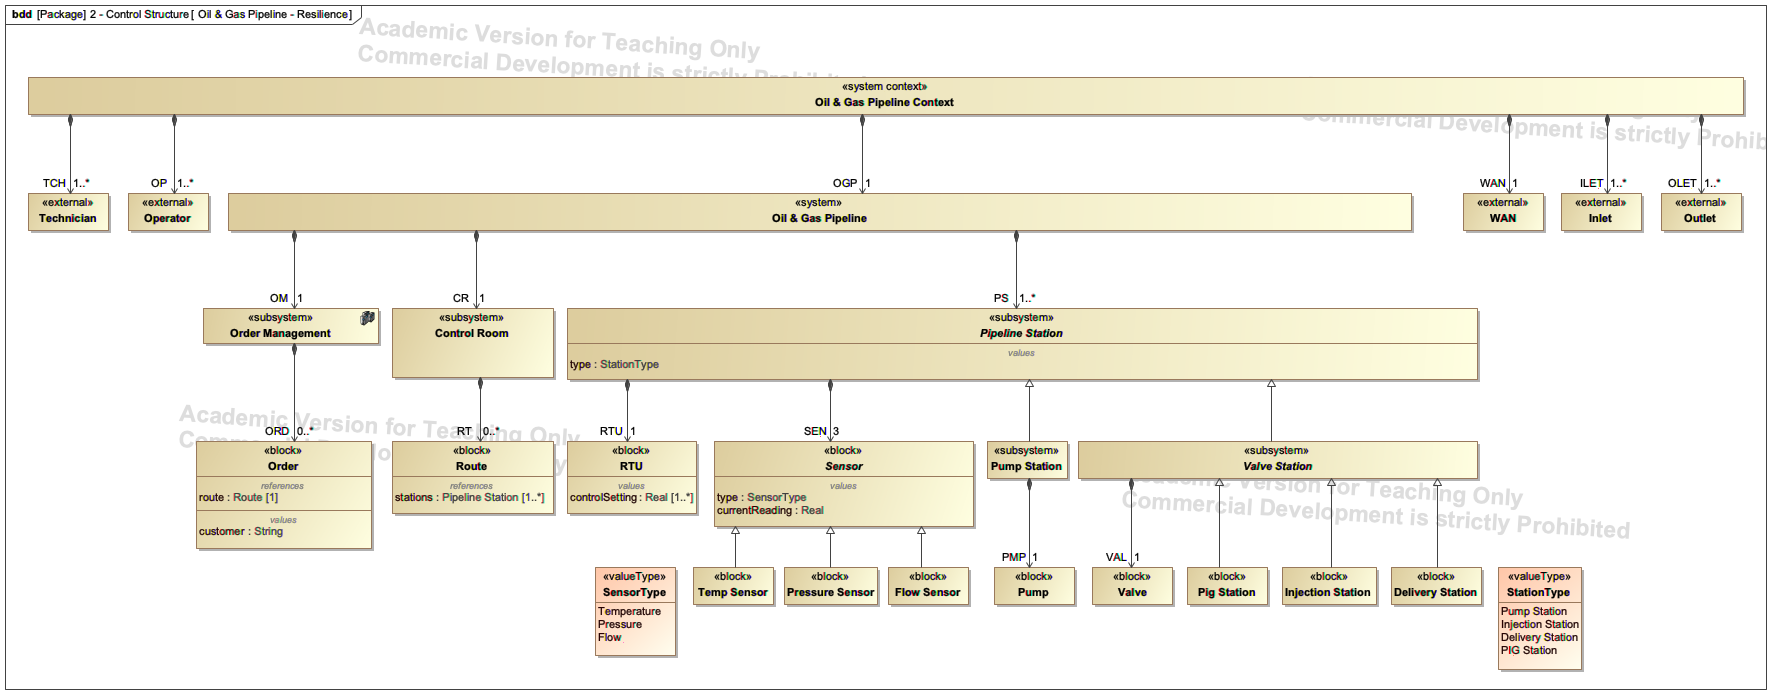 bdd [Package] 2 - Control Structure [ Oil & Gas Pipeline - Resilience]
Academic Version for Teaching Only
Commercial Development is strictly
«system context»
Oil & Gas Pipeline Context
Commercial Development is strictly Prohib
TCH 1..*
OP 1..*
OGP 1
WAN 1
ILET 1..*
OLET 1..*
«external»
Technician
«external»
Operator
«system»
Oil & Gas Pipeline
«external»
WAN
«external»
Inlet
«external»
Outlet
OM 1
CR 1
PS 1..*
«subsystem»
Order Management
«subsystem»
Control Room
«subsystem»
Pipeline Station
values
type : StationType
Academic Version for Teaching Only
ORD 0..*
RT 0..*
RTU 1
SEN 3
«block»
Order
references
route : Route [1]
values
customer : String
«block»
Route
references
stations : Pipeline Station [1..*]
«block»
RTU
values
controlSetting : Real [1..*]
«block»
Sensor
values
type : SensorType
currentReading : Real
«subsystem»
Pump Station
«subsystem»
Valve Station
Academic Version for Teaching Only
Commercial Development is strictly Prohibited
PMP 1
VAL 1
«valueType»
SensorType
Temperature
Pressure
Flow
«block»
Temp Sensor
«block»
Pressure Sensor
«block»
Flow Sensor
«block»
Pump
«block»
Valve
«block»
Pig Station
«block»
Injection Station
«block»
Delivery Station
«valueType»
StationType
Pump Station
Injection Station
Delivery Station
PIG Station